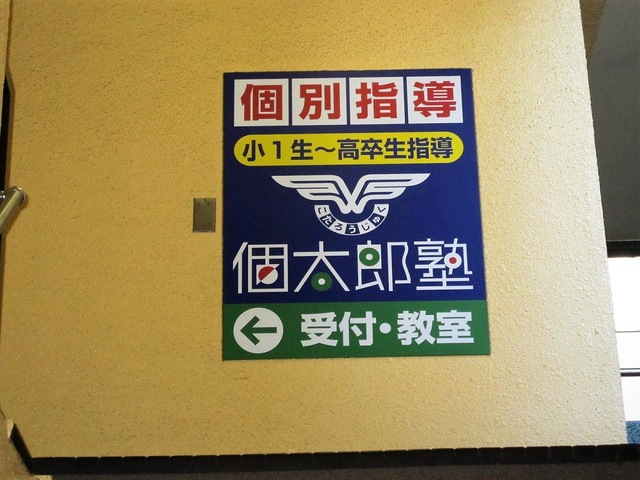 個別指導
小1生～高卒生指導
こたろうじゅく
個太郎塾
← 受付・教室